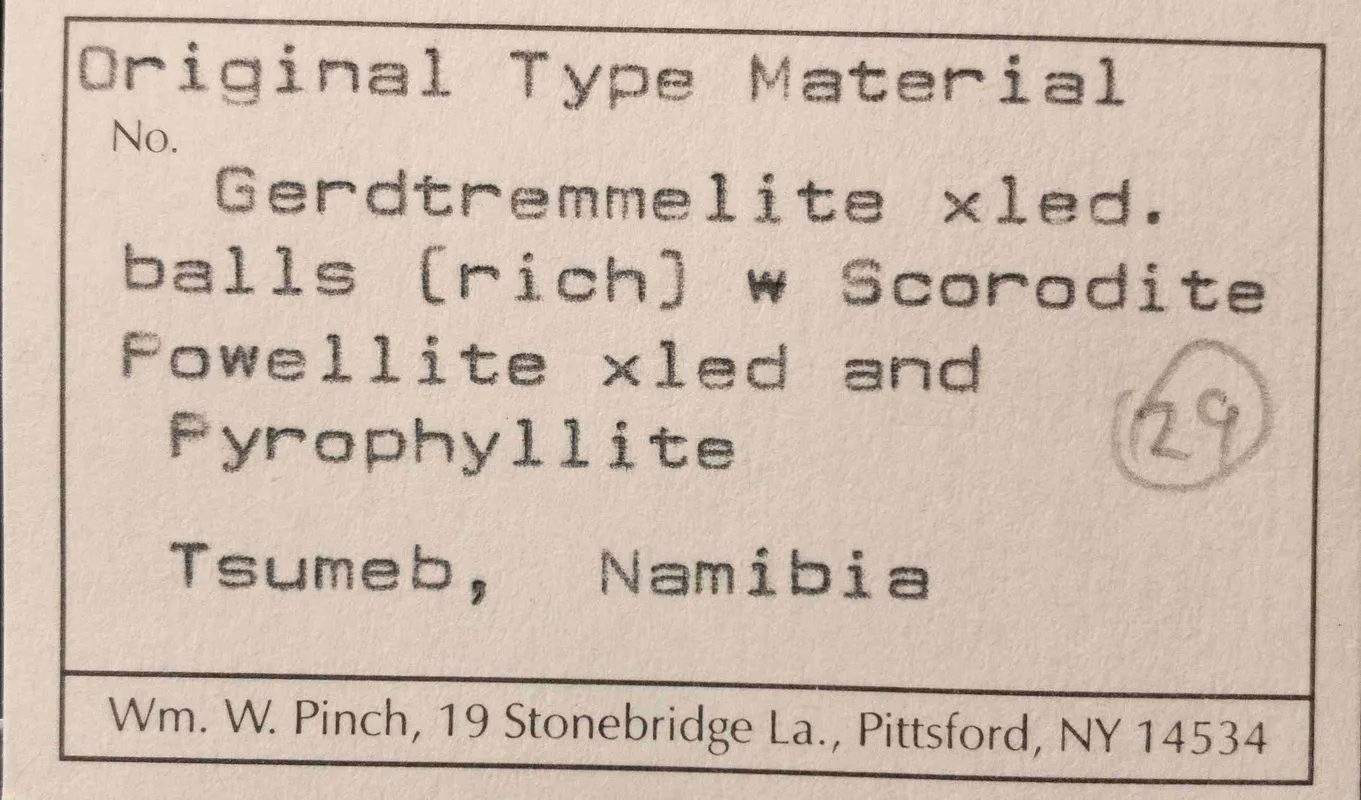 Original Type Material
No.
Gerdtremmelite xled.
balls (rich) w Scorodite
Powellite xled and
Pyrophyllite
29
Tsumeb, Namibia
Wm. W. Pinch, 19 Stonebridge La., Pittsford, NY 14534